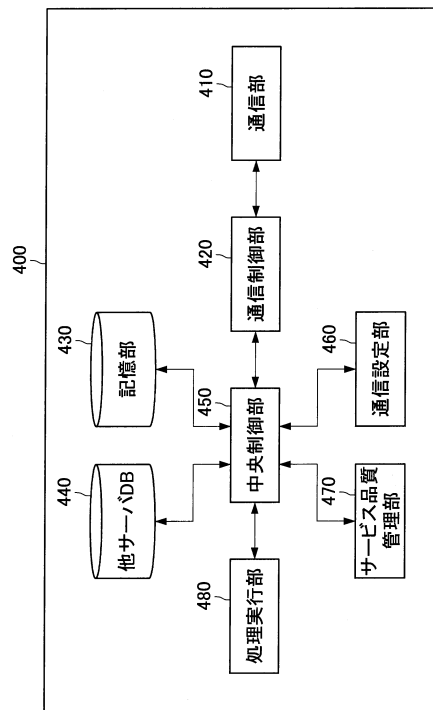 400
440
他サーバDB
430
記憶部
480
処理実行部
450
中央制御部
420
通信制御部
410
通信部
470
サービス品質
管理部
460
通信設定部